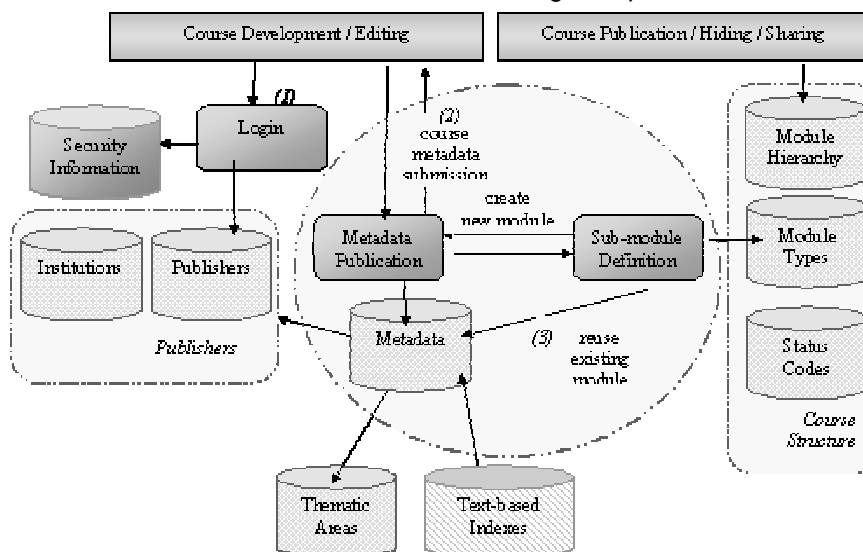 Course Development / Editing
Course Publication / Hiding / Sharing
(1)
Login
Security
Information
(2)
course
metadata
submission
Module
Hierarchy
create
new module
Metadata
Publication
Sub-module
Definition
Module
Types
Institutions
Publishers
Publishers
Metadata
(3) reuse
existing
module
Status
Codes
Course
Structure
Thematic
Areas
Text-based
Indexes